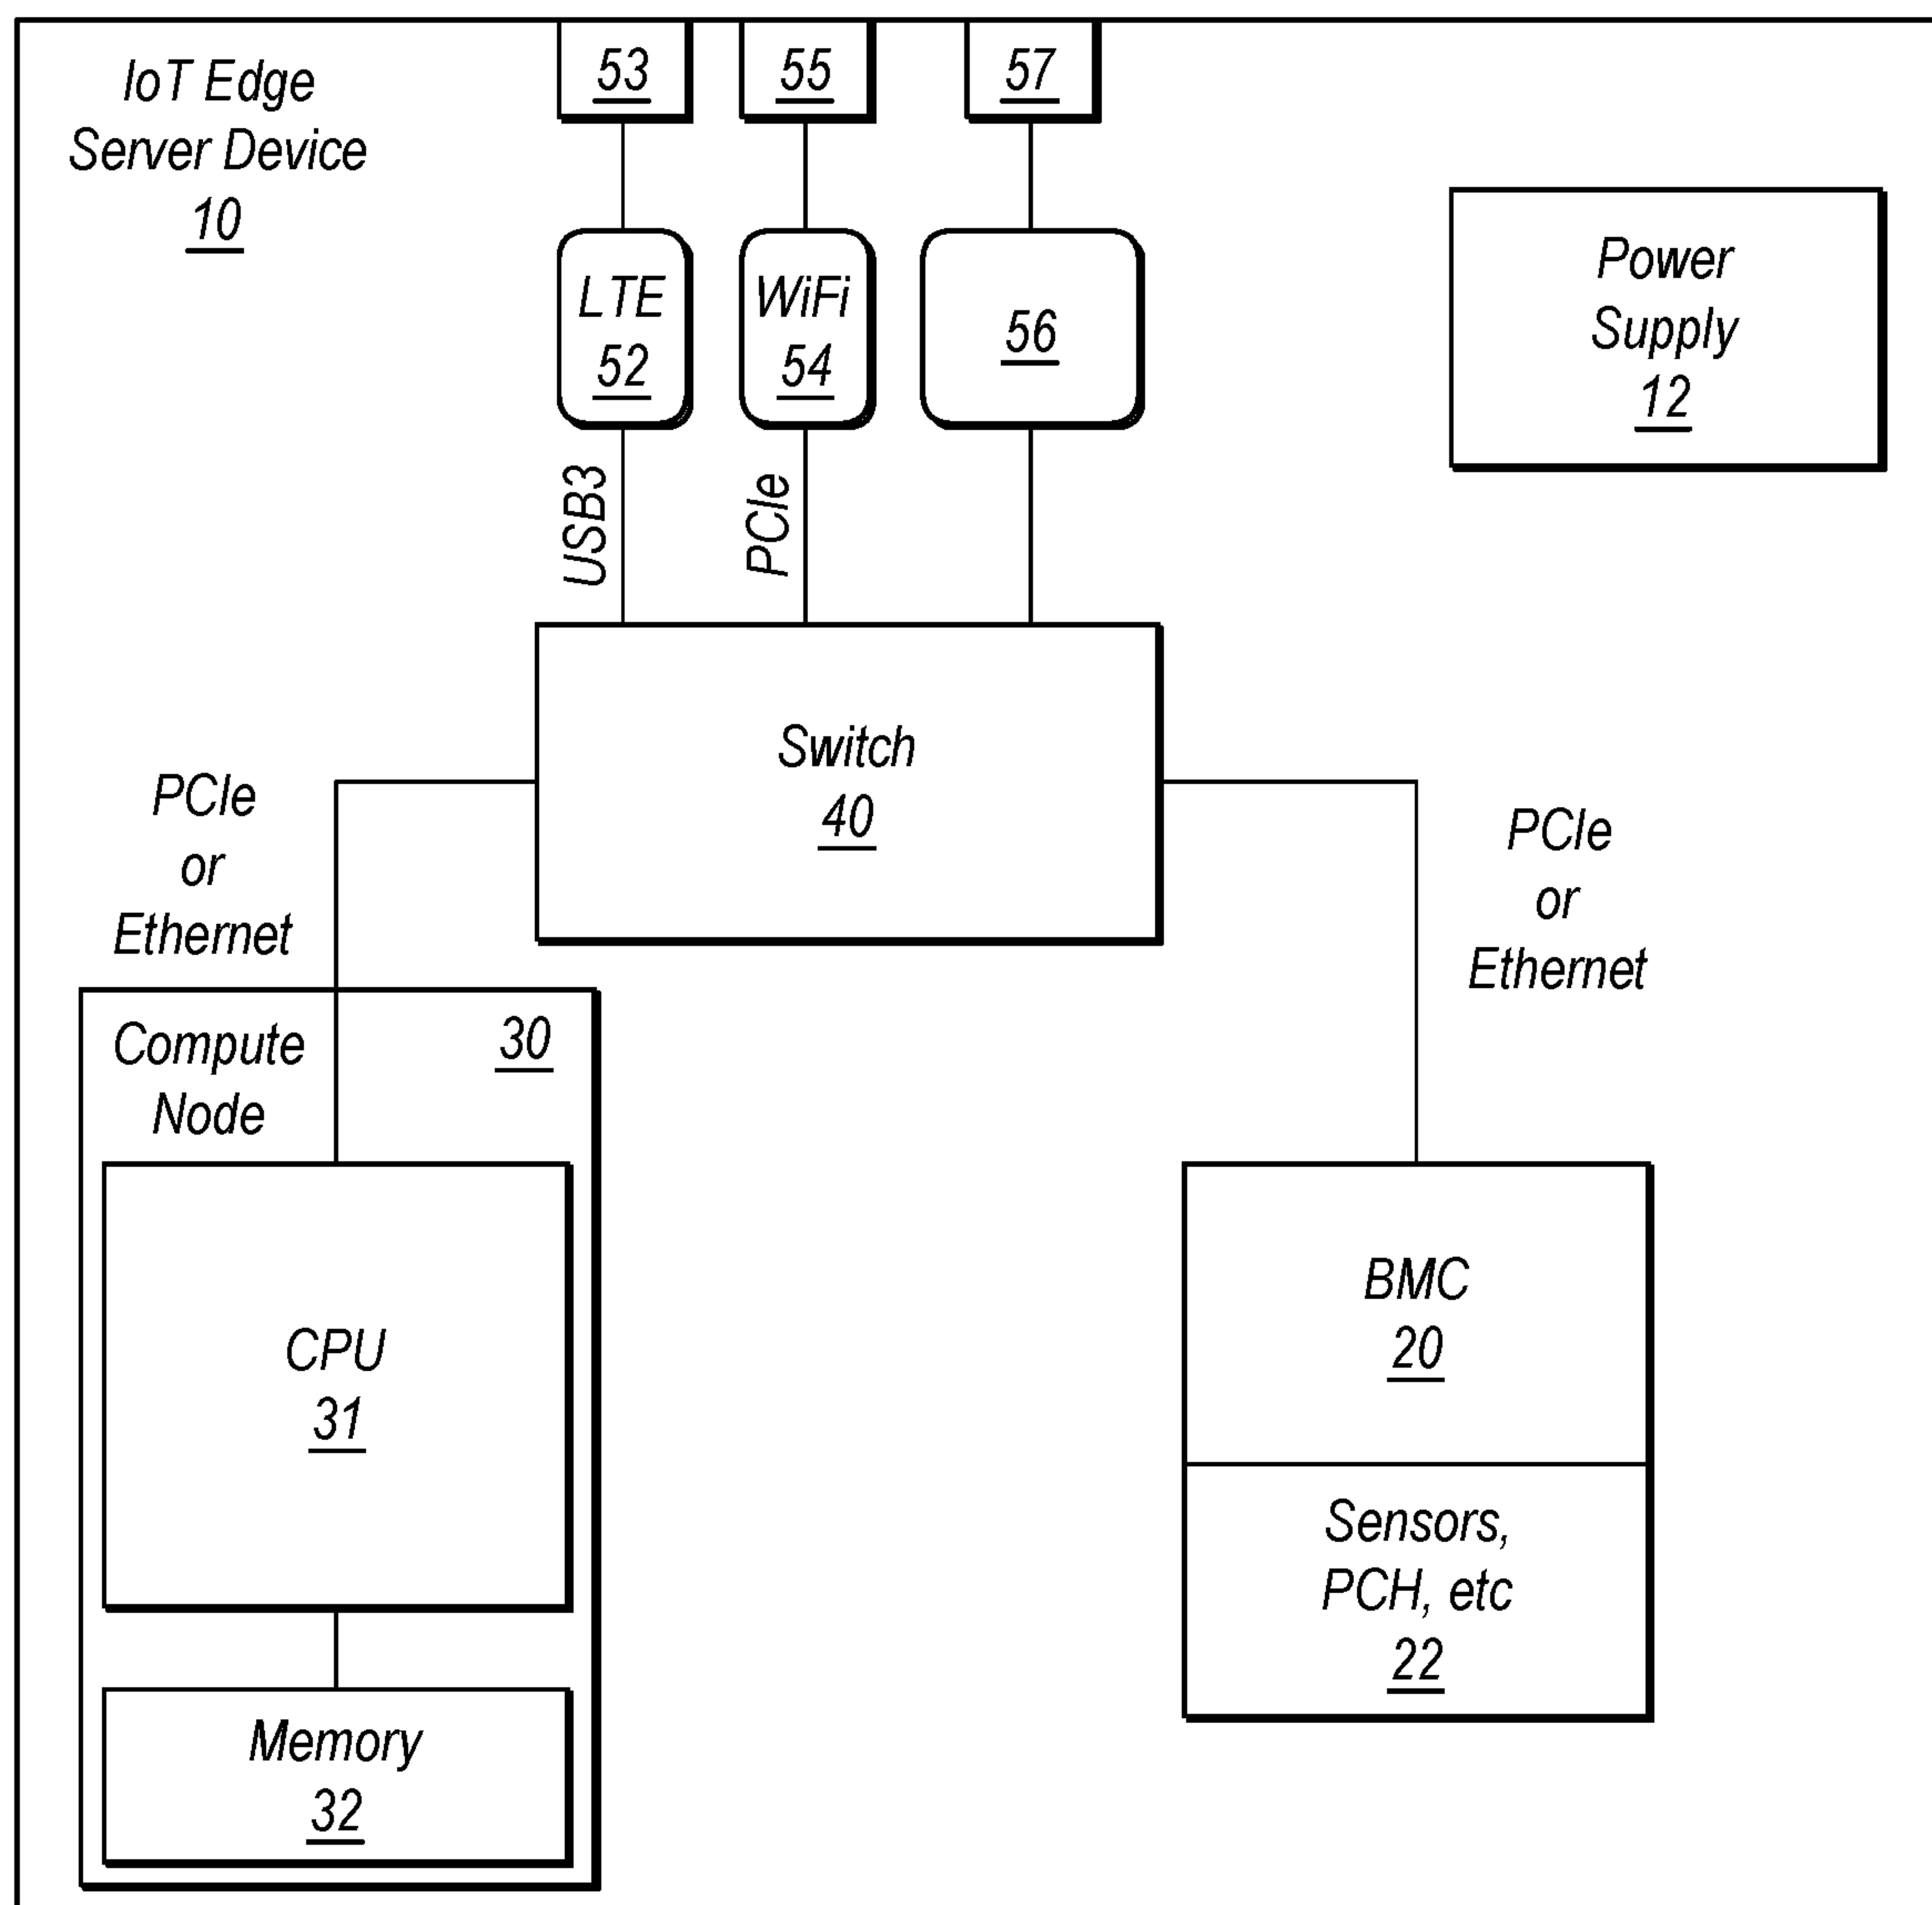 IoT Edge
Server Device
10
53
55
57
LTE
52
WiFi
54
56
Power
Supply
12
USB3
PCIe
Switch
40
PCIe
or
Ethernet
PCIe
or
Ethernet
Compute
Node
30
CPU
31
Memory
32
BMC
20
Sensors,
PCH, etc
22